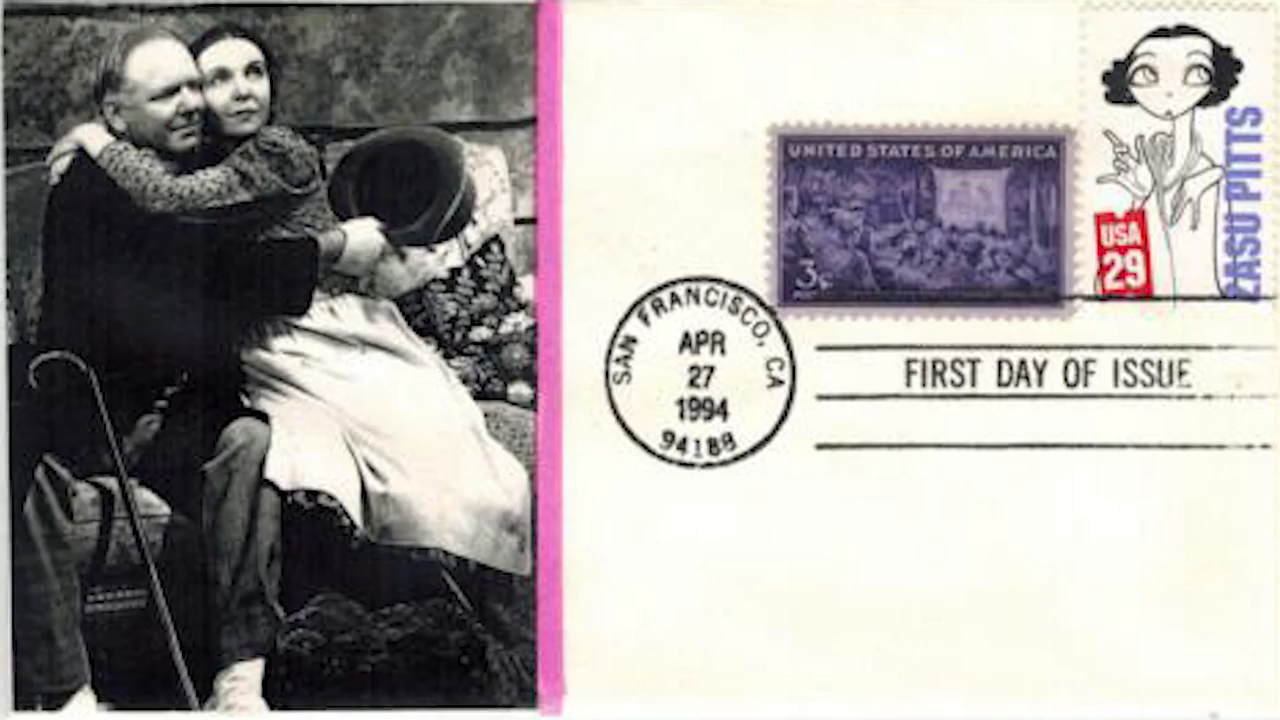 UNITED STATES OF AMERICA
3¢
ZASU PITTS
USA
29
SAN FRANCISCO, CA
APR
27
1994
94188
FIRST DAY OF ISSUE